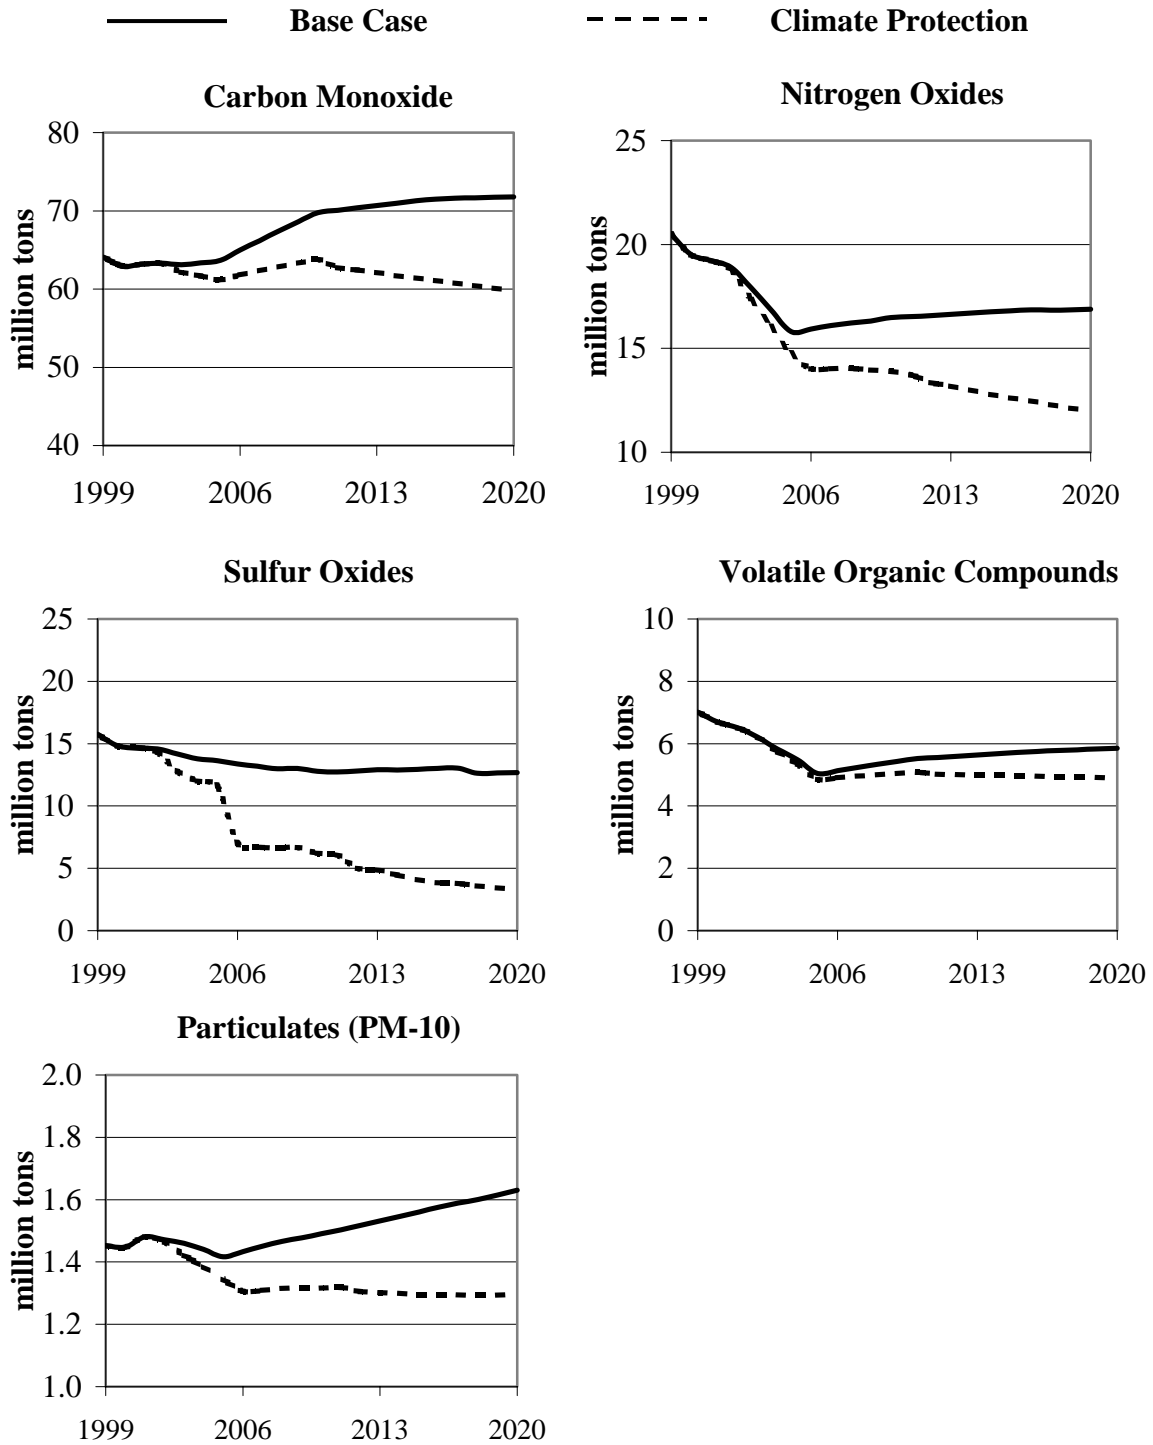 Base Case
Climate Protection
Carbon Monoxide
million tons
80
70
60
50
40
1999 2006 2013 2020
Nitrogen Oxides
million tons
25
20
15
10
1999 2006 2013 2020
Sulfur Oxides
million tons
25
20
15
10
5
0
1999 2006 2013 2020
Volatile Organic Compounds
million tons
10
8
6
4
2
0
1999 2006 2013 2020
Particulates (PM-10)
million tons
2.0
1.8
1.6
1.4
1.2
1.0
1999 2006 2013 2020